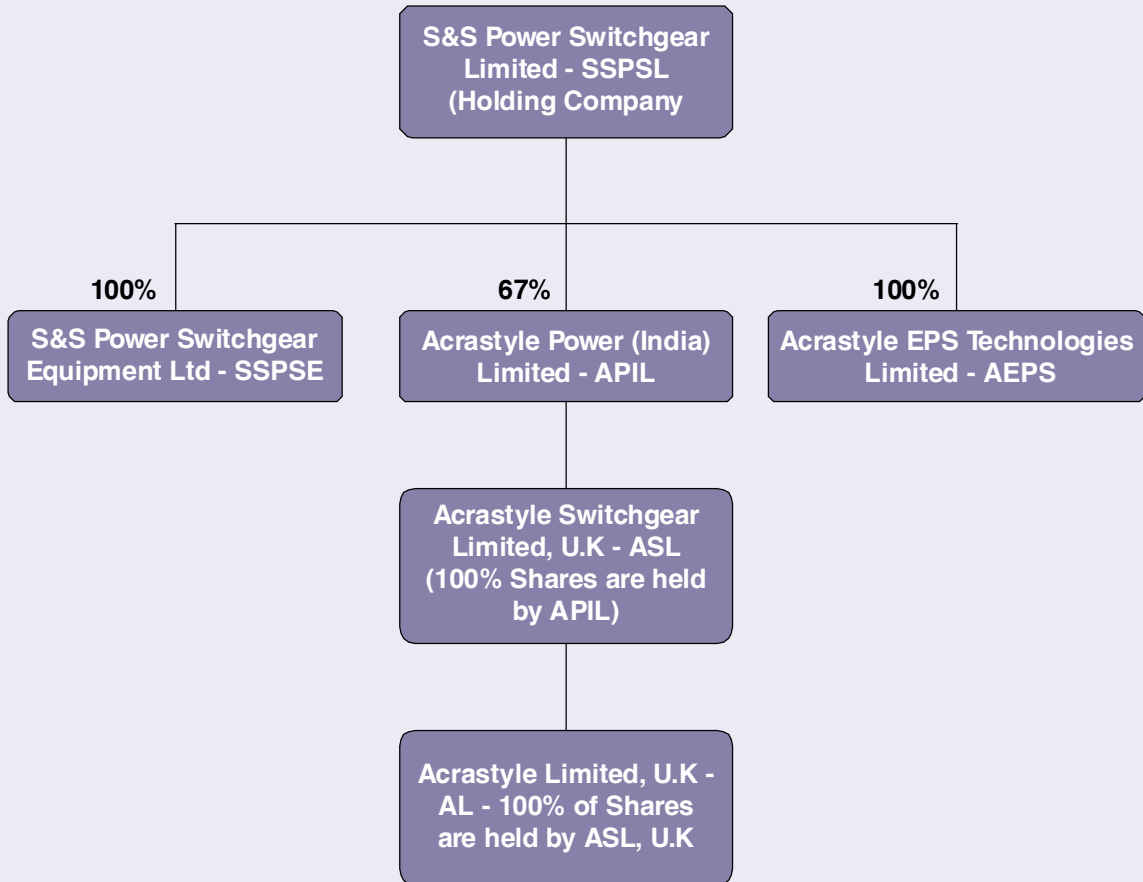 S&S Power Switchgear
Limited - SSPSL
(Holding Company
100%
67%
100%
S&S Power Switchgear
Equipment Ltd - SSPSE
Acrastyle Power (India)
Limited - APIL
Acrastyle EPS Technologies
Limited - AEPS
Acrastyle Switchgear
Limited, U.K - ASL
(100% Shares are held
by APIL)
Acrastyle Limited, U.K -
AL - 100% of Shares
are held by ASL, U.K